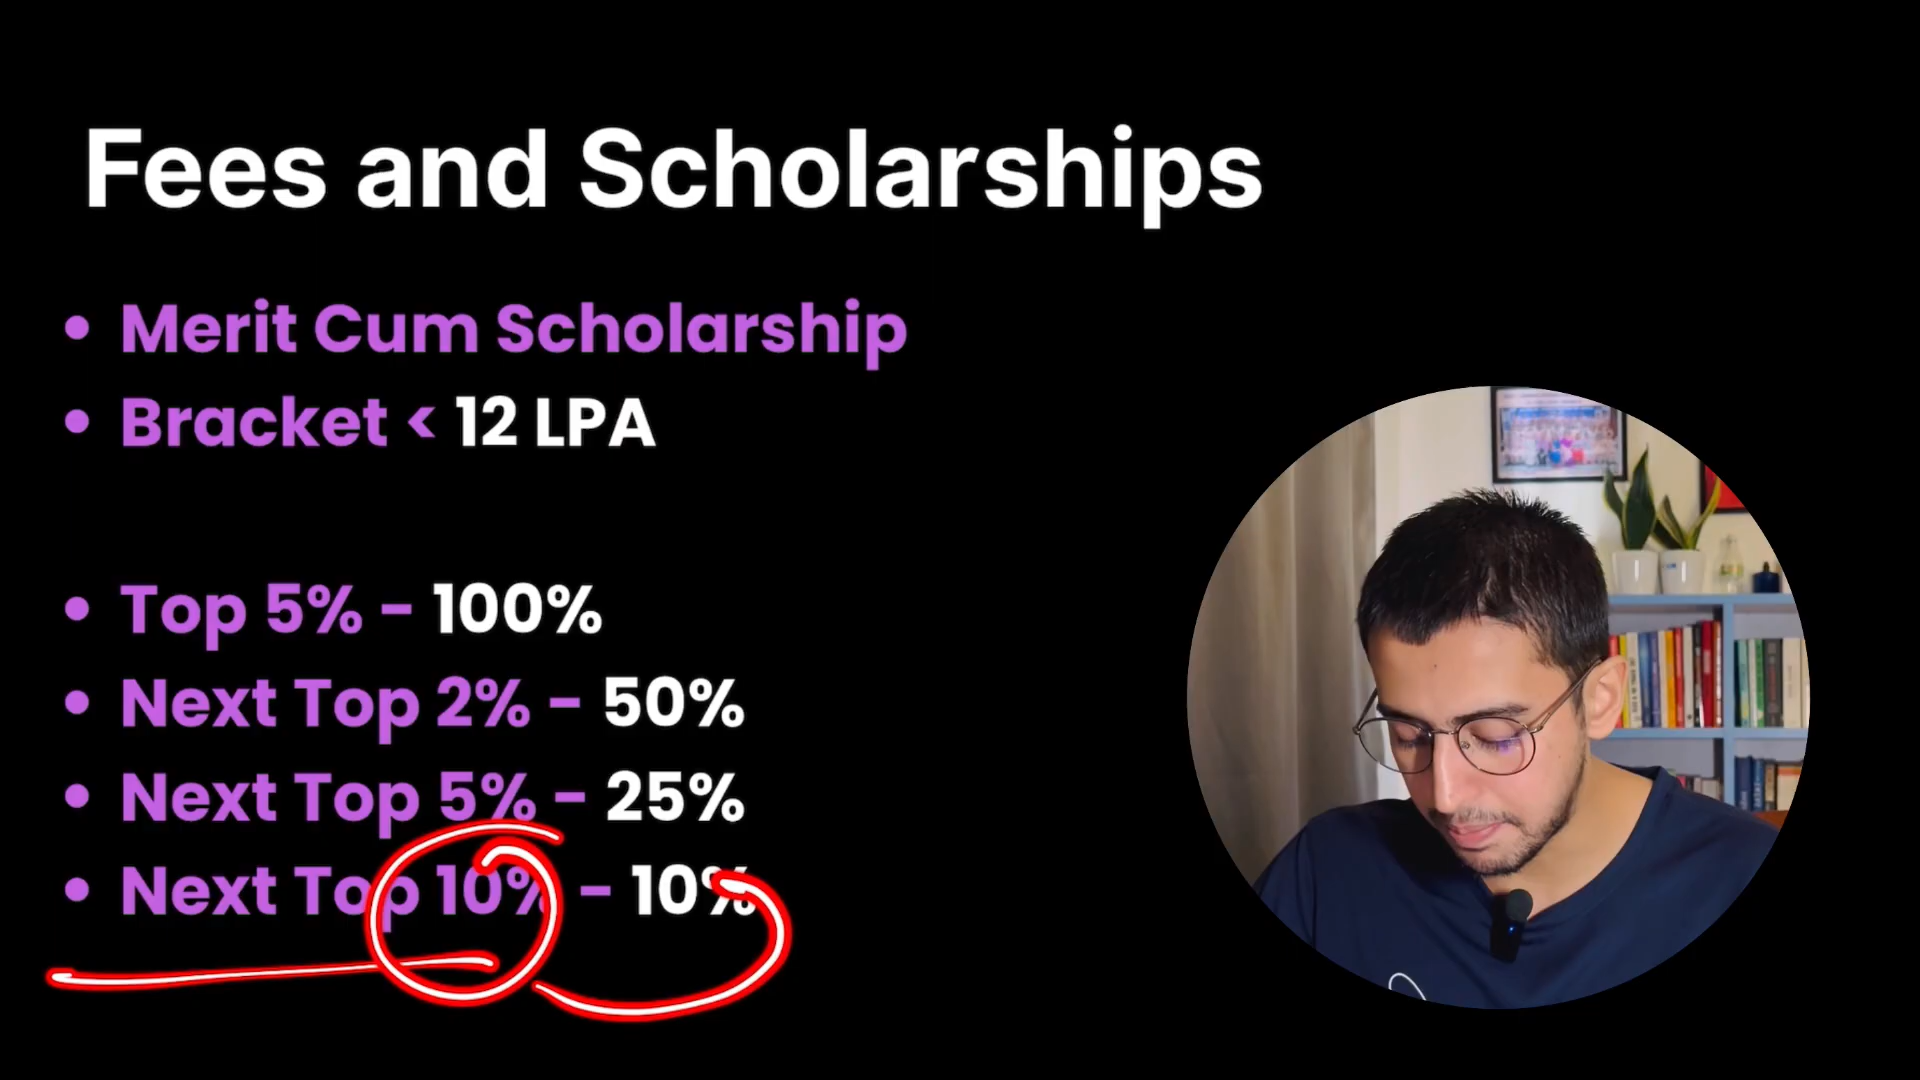 Fees and Scholarships
• Merit Cum Scholarship
• Bracket < 12 LPA
• Top 5% - 100%
• Next Top 2% - 50%
• Next Top 5% - 25%
• Next Top 10% - 10%